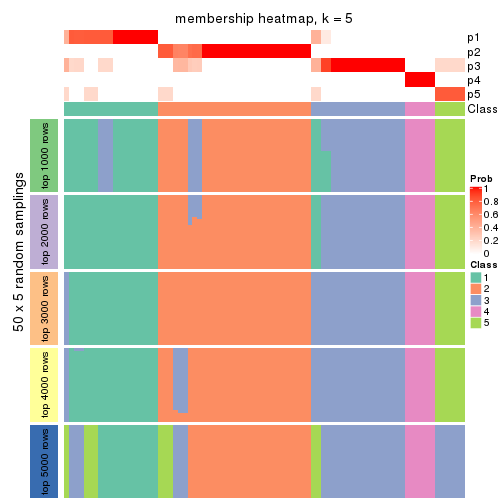 membership heatmap, k = 5
p1
p2
p3
p4
p5
Class
50 x 5 random samplings
top 1000 rows
top 2000 rows
top 3000 rows
top 4000 rows
top 5000 rows
Prob
1
0.8
0.6
0.4
0.2
0
Class
1
2
3
4
5